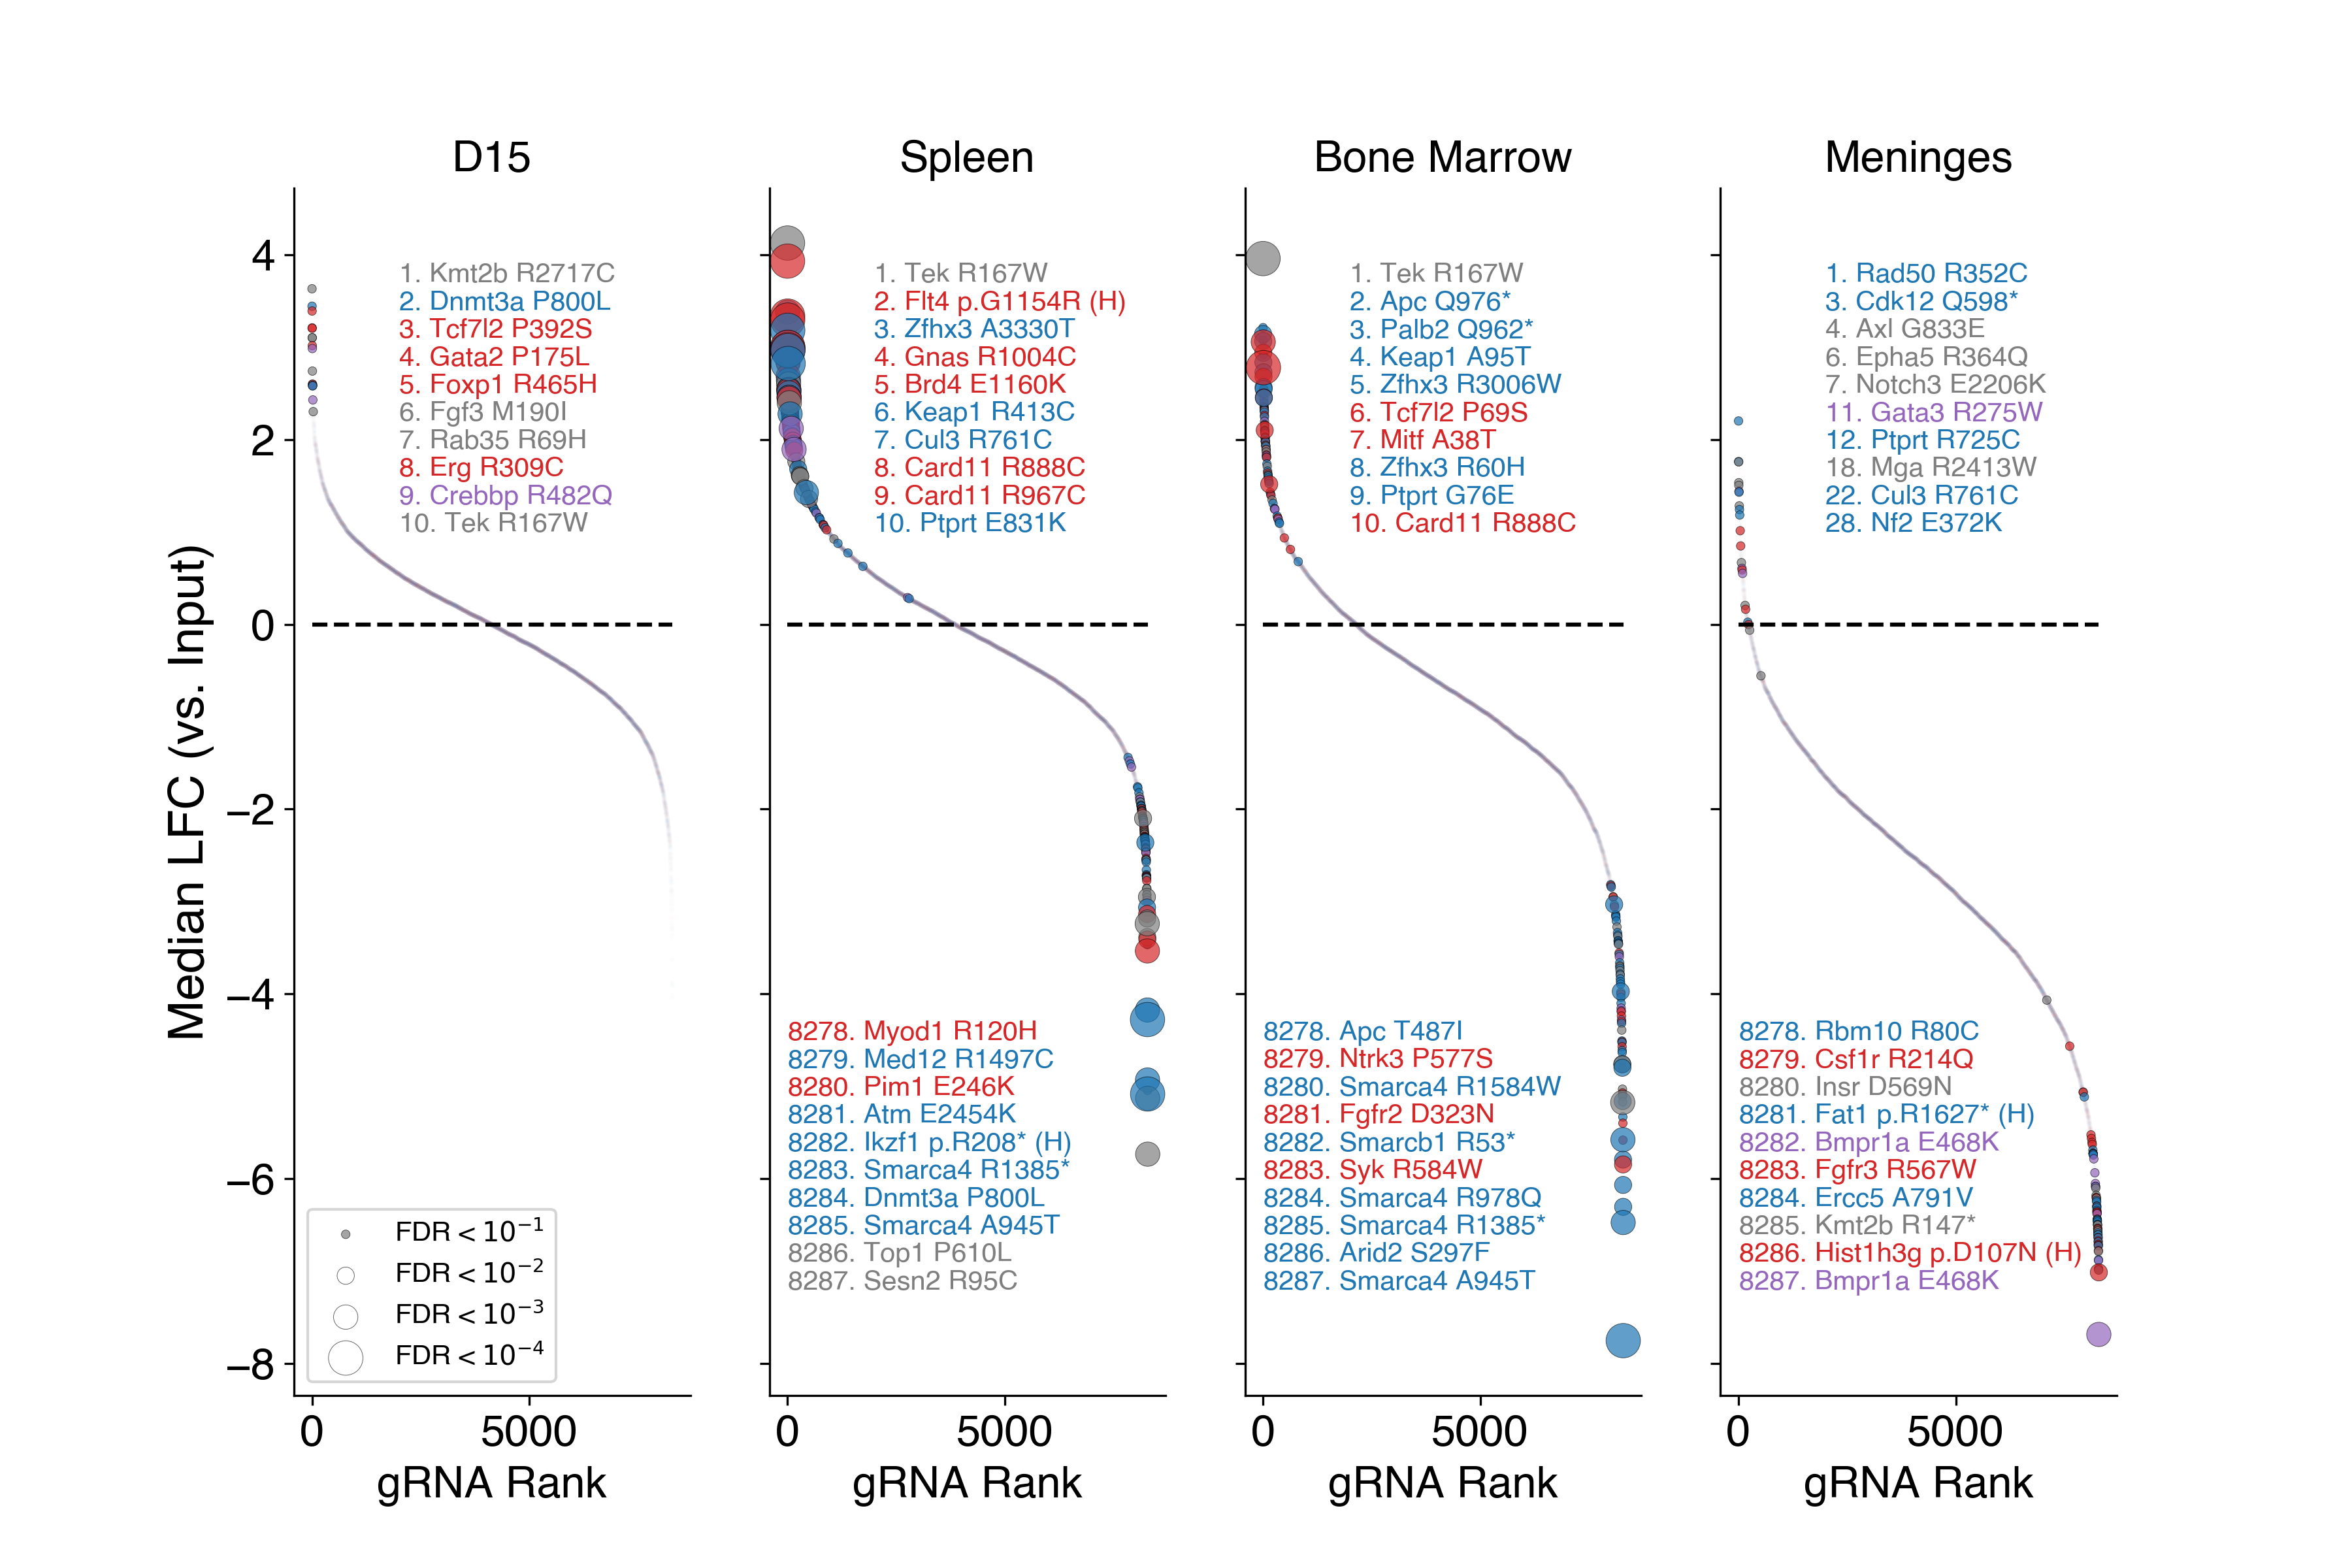 D15
Spleen
Bone Marrow
Meninges
Median LFC (vs. Input)
4
2
0
−2
−4
−6
−8
1. Kmt2b R2717C
2. Dnmt3a P800L
3. Tcf7l2 P392S
4. Gata2 P175L
5. Foxp1 R465H
6. Fgf3 M190I
7. Rab35 R69H
8. Erg R309C
9. Crebbp R482Q
10. Tek R167W
FDR < 10⁻¹
FDR < 10⁻²
FDR < 10⁻³
FDR < 10⁻⁴
0 5000
gRNA Rank
1. Tek R167W
2. Flt4 p.G1154R (H)
3. Zfhx3 A3330T
4. Gnas R1004C
5. Brd4 E1160K
6. Keap1 R413C
7. Cul3 R761C
8. Card11 R888C
9. Card11 R967C
10. Ptprt E831K
8278. Myod1 R120H
8279. Med12 R1497C
8280. Pim1 E246K
8281. Atm E2454K
8282. Ikzf1 p.R208* (H)
8283. Smarca4 R1385*
8284. Dnmt3a P800L
8285. Smarca4 A945T
8286. Top1 P610L
8287. Sesn2 R95C
0 5000
gRNA Rank
1. Tek R167W
2. Apc Q976*
3. Palb2 Q962*
4. Keap1 A95T
5. Zfhx3 R3006W
6. Tcf7l2 P69S
7. Mitf A38T
8. Zfhx3 R60H
9. Ptprt G76E
10. Card11 R888C
8278. Apc T487I
8279. Ntrk3 P577S
8280. Smarca4 R1584W
8281. Fgfr2 D323N
8282. Smarcb1 R53*
8283. Syk R584W
8284. Smarca4 R978Q
8285. Smarca4 R1385*
8286. Arid2 S297F
8287. Smarca4 A945T
0 5000
gRNA Rank
1. Rad50 R352C
3. Cdk12 Q598*
4. Axl G833E
6. Epha5 R364Q
7. Notch3 E2206K
11. Gata3 R275W
12. Ptprt R725C
18. Mga R2413W
22. Cul3 R761C
28. Nf2 E372K
8278. Rbm10 R80C
8279. Csf1r R214Q
8280. Insr D569N
8281. Fat1 p.R1627* (H)
8282. Bmpr1a E468K
8283. Fgfr3 R567W
8284. Ercc5 A791V
8285. Kmt2b R147*
8286. Hist1h3g p.D107N (H)
8287. Bmpr1a E468K
0 5000
gRNA Rank